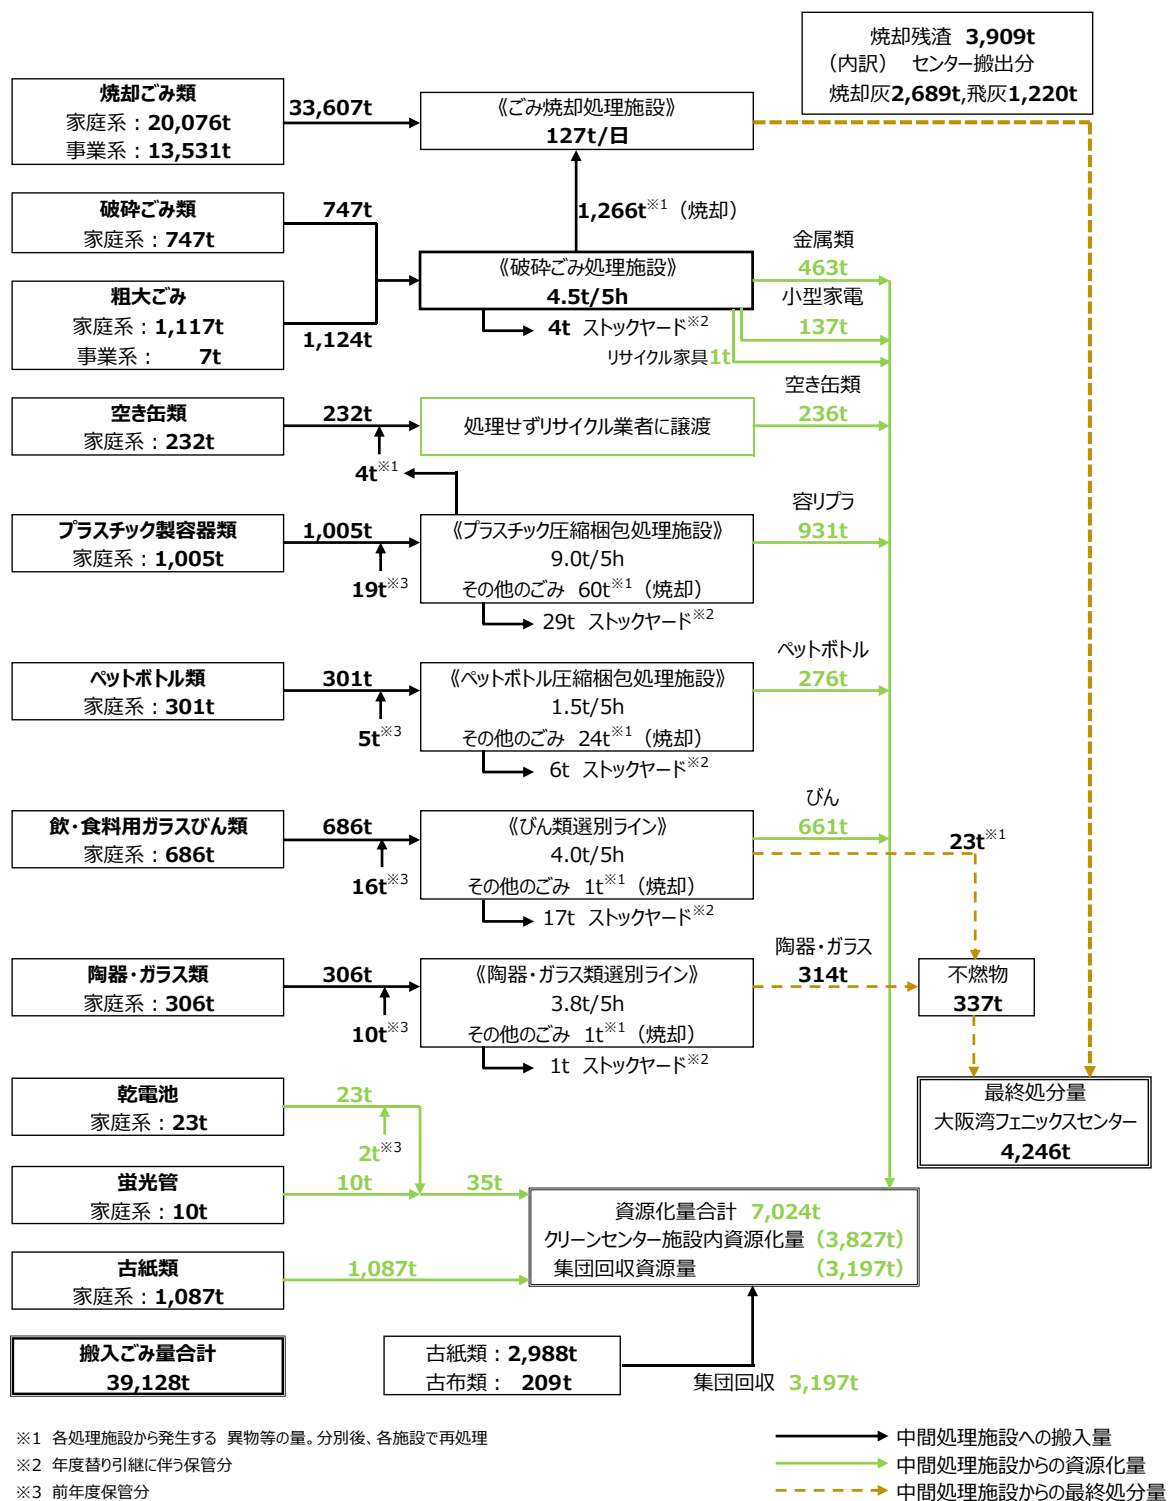 焼却残渣 3,909t
（内訳） センター搬出分
焼却灰2,689t,飛灰1,220t
焼却ごみ類
家庭系：20,076t
事業系：13,531t
33,607t
《ごみ焼却処理施設》
127t/日
破砕ごみ類
家庭系：747t
747t
1,266t※1（焼却）
粗大ごみ
家庭系：1,117t
事業系： 7t
1,124t
《破砕ごみ処理施設》
4.5t/5h
4t ストックヤード※2
金属類
463t
小型家電
137t
リサイクル家具1t
空き缶類
家庭系：232t
232t
処理せずリサイクル業者に譲渡
空き缶類
236t
4t※1
プラスチック製容器類
家庭系：1,005t
1,005t
19t※3
《プラスチック圧縮梱包処理施設》
9.0t/5h
その他のごみ 60t※1（焼却）
29t ストックヤード※2
容リプラ
931t
ペットボトル類
家庭系：301t
301t
5t※3
《ペットボトル圧縮梱包処理施設》
1.5t/5h
その他のごみ 24t※1（焼却）
6t ストックヤード※2
ペットボトル
276t
飲・食料用ガラスびん類
家庭系：686t
686t
16t※3
《びん類選別ライン》
4.0t/5h
その他のごみ 1t※1（焼却）
17t ストックヤード※2
びん
661t
23t※1
陶器・ガラス類
家庭系：306t
306t
10t※3
《陶器・ガラス類選別ライン》
3.8t/5h
その他のごみ 1t※1（焼却）
1t ストックヤード※2
陶器・ガラス
314t
不燃物
337t
乾電池
家庭系：23t
23t
2t※3
最終処分量
大阪湾フェニックスセンター
4,246t
蛍光管
家庭系：10t
10t
35t
資源化量合計 7,024t
クリーンセンター施設内資源化量（3,827t）
集団回収資源量 （3,197t）
古紙類
家庭系：1,087t
1,087t
搬入ごみ量合計
39,128t
古紙類：2,988t
古布類： 209t
集団回収 3,197t
※1 各処理施設から発生する 異物等の量。分別後、各施設で再処理
※2 年度替り引継に伴う保管分
※3 前年度保管分
中間処理施設への搬入量
中間処理施設からの資源化量
中間処理施設からの最終処分量